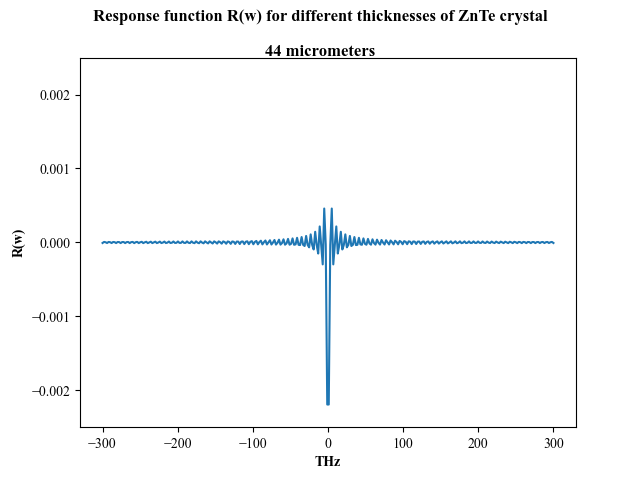 Response function R(w) for different thicknesses of ZnTe crystal
44 micrometers
0.002
0.001
0.000
−0.001
−0.002
R(w)
−300 −200 −100 0 100 200 300
THz